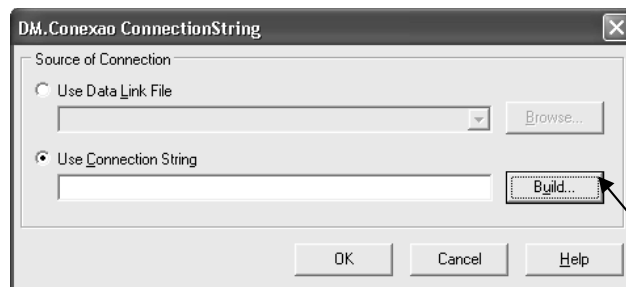 DM.Conexao ConnectionString
Source of Connection
Use Data Link File
Browse...
Use Connection String
Build...
OK Cancel Help